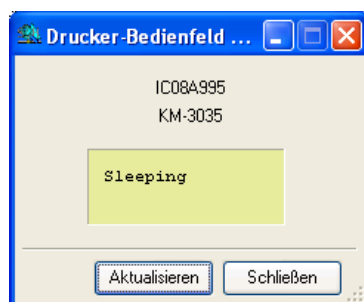 Drucker-Bedienfeld ...
IC08A995
KM-3035
Sleeping
Aktualisieren
Schließen